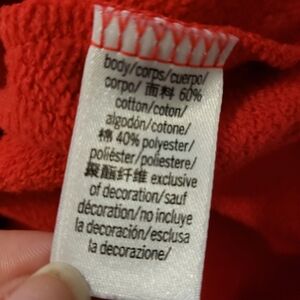 body/corps/cuerpo/
corpo/ 面料 60%
cotton/coton/
algodón/cotone/
棉 40% polyester/
poliéster/poliestere/
聚酯纤维 exclusive
of decoration/sauf
décoration/no incluye
la decoración/esclusa
la decorazione/